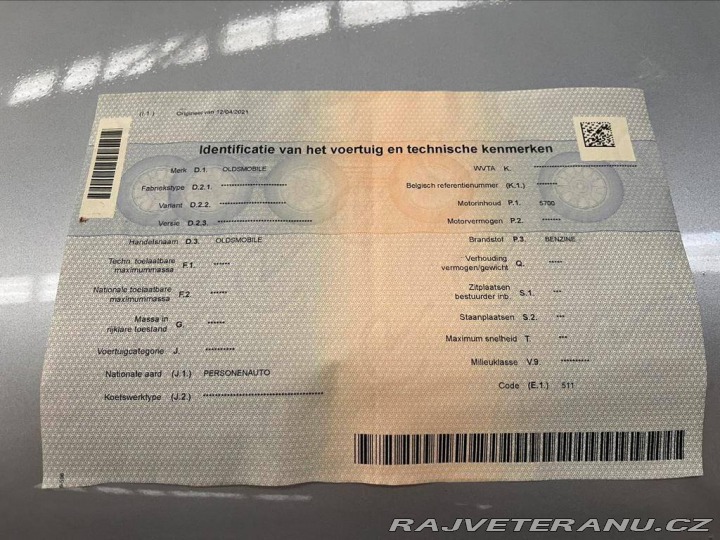 (I.1.) Origineel van 12/04/2021
Identificatie van het voertuig en technische kenmerken
Merk D.1. OLDSMOBILE
Fabriekstype D.2.1. ********************
Variant D.2.2. ********************
Versie D.2.3. ****************************
Handelsnaam D.3. OLDSMOBILE
Techn. toelaatbare
maximummassa F.1. ******
Nationale toelaatbare
maximummassa F.2. ******
Massa in
rijklare toestand G. ******
Voertuigcategorie J. **********
Nationale aard (J.1.) PERSONENAUTO
Koetswerktype (J.2.) ***********************************
WVTA K. ******************************
Belgisch referentienummer (K.1.) ******
Motorinhoud P.1. 5700
Motorvermogen P.2. ******
Brandstof P.3. BENZINE
Verhouding
vermogen/gewicht Q. *****
Zitplaatsen
bestuurder inb. S.1. ***
Staanplaatsen S.2. ***
Maximum snelheid T. ***
Milieuklasse V.9. **********
Code (E.1.) 511
RAJVETERANU.CZ